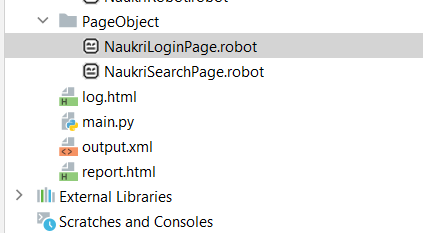 PageObject
NaukriLoginPage.robot
NaukriSearchPage.robot
log.html
main.py
output.xml
report.html
External Libraries
Scratches and Consoles